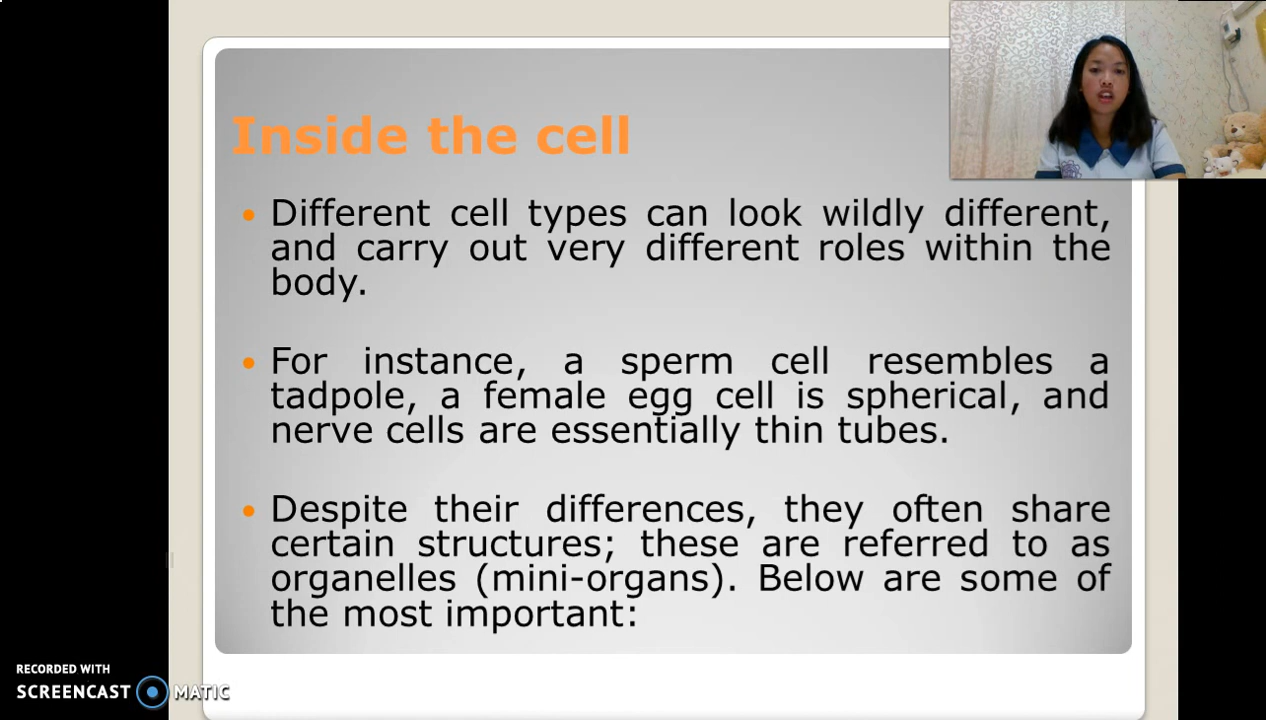 Inside the cell
Different cell types can look wildly different,
and carry out very different roles within the
body.
For instance, a sperm cell resembles a
tadpole, a female egg cell is spherical, and
nerve cells are essentially thin tubes.
Despite their differences, they often share
certain structures; these are referred to as
organelles (mini-organs). Below are some of
the most important:
RECORDED WITH
SCREENCAST MATIC